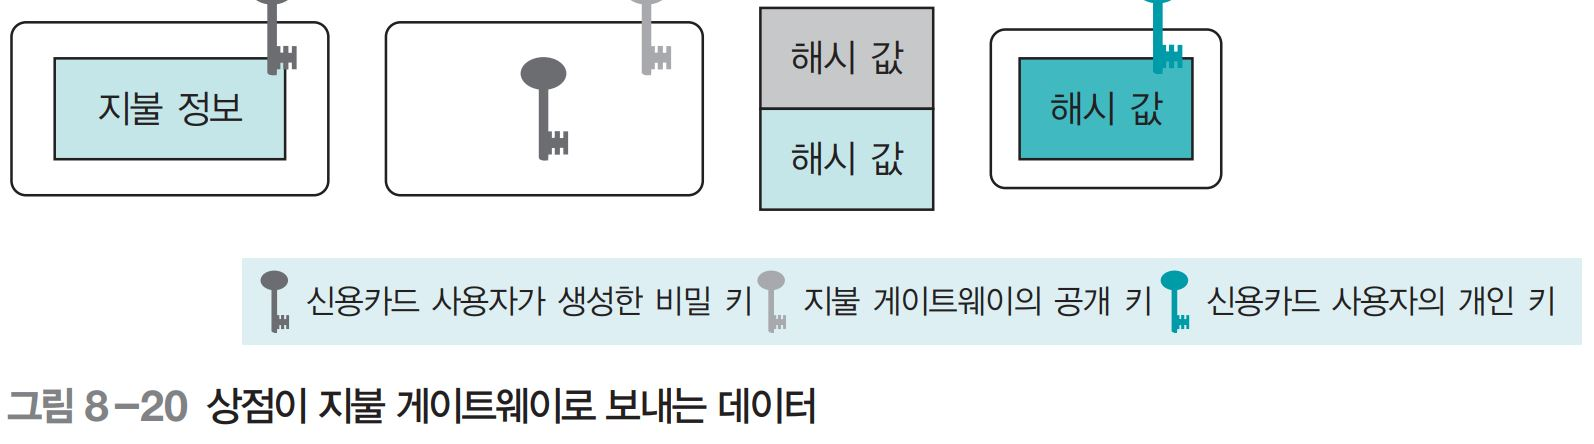 지불 정보
해시 값
해시 값
해시 값
신용카드 사용자가 생성한 비밀 키 지불 게이트웨이의 공개 키 신용카드 사용자의 개인 키
그림 8-20 상점이 지불 게이트웨이로 보내는 데이터